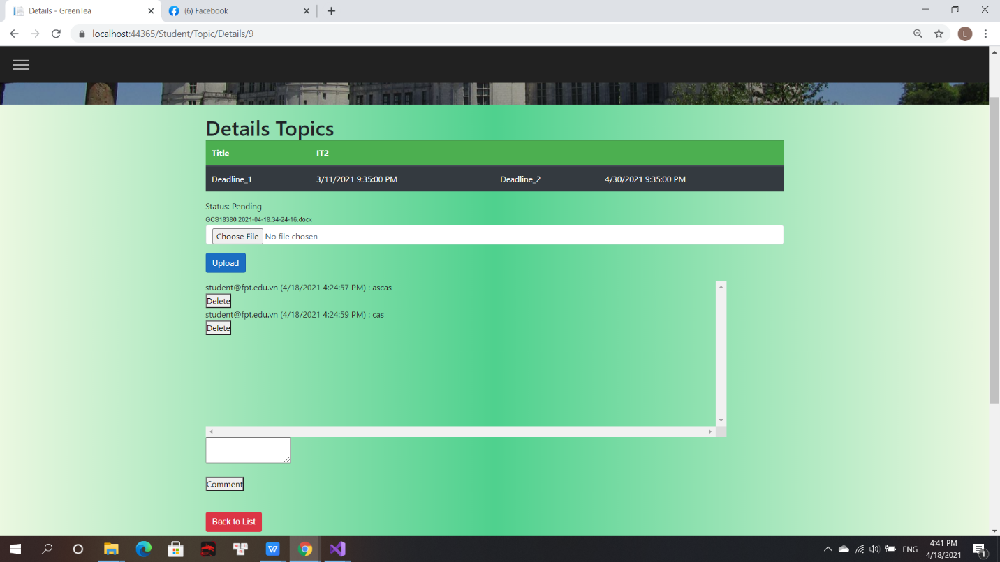 Details - GreenTea
(6) Facebook
localhost:44365/Student/Topic/Details/9
L
Details Topics
Title IT2
Deadline_1 3/11/2021 9:35:00 PM Deadline_2 4/30/2021 9:35:00 PM
Status: Pending
GCS18380.2021-04-18.34-24-16.docx
Choose File No file chosen
Upload
student@fpt.edu.vn (4/18/2021 4:24:57 PM) : ascas
Delete
student@fpt.edu.vn (4/18/2021 4:24:59 PM) : cas
Delete
Comment
Back to List
W
ENG
4:41 PM
4/18/2021
1